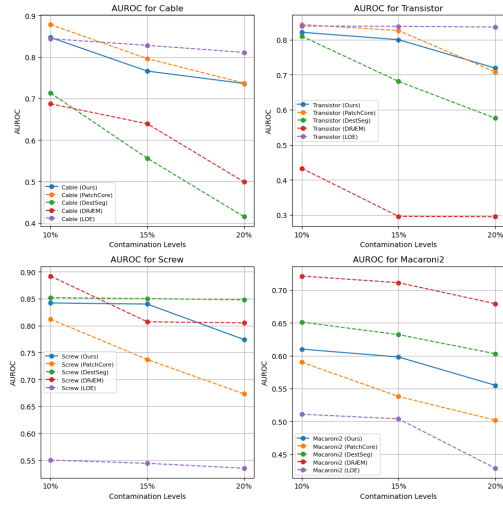 AUROC for Cable
AUROC
0.9
0.8
0.7
0.6
0.5
0.4
Cable (Ours)
Cable (PatchCore)
Cable (DestSeg)
Cable (DRÆM)
Cable (LOE)
10%
15%
20%
Contamination Levels
AUROC for Transistor
AUROC
0.8
0.7
0.6
0.5
0.4
0.3
Transistor (Ours)
Transistor (PatchCore)
Transistor (DestSeg)
Transistor (DRÆM)
Transistor (LOE)
10%
15%
20%
Contamination Levels
AUROC for Screw
AUROC
0.90
0.85
0.80
0.75
0.70
0.65
0.60
0.55
Screw (Ours)
Screw (PatchCore)
Screw (DestSeg)
Screw (DRÆM)
Screw (LOE)
10%
15%
20%
Contamination Levels
AUROC for Macaroni2
AUROC
0.70
0.65
0.60
0.55
0.50
0.45
Macaroni2 (Ours)
Macaroni2 (PatchCore)
Macaroni2 (DestSeg)
Macaroni2 (DRÆM)
Macaroni2 (LOE)
10%
15%
20%
Contamination Levels